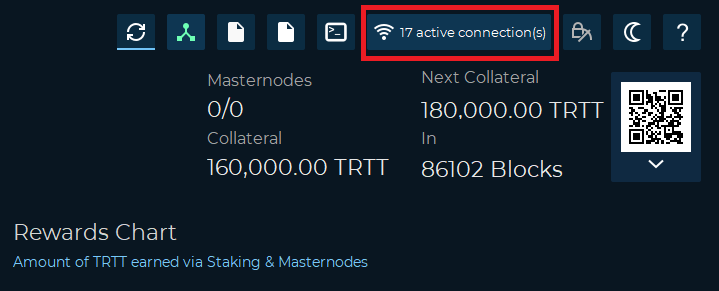 17 active connection(s)
?
Masternodes
0/0
Collateral
160,000.00 TRTT
Next Collateral
180,000.00 TRTT
In
86102 Blocks
Rewards Chart
Amount of TRTT earned via Staking & Masternodes